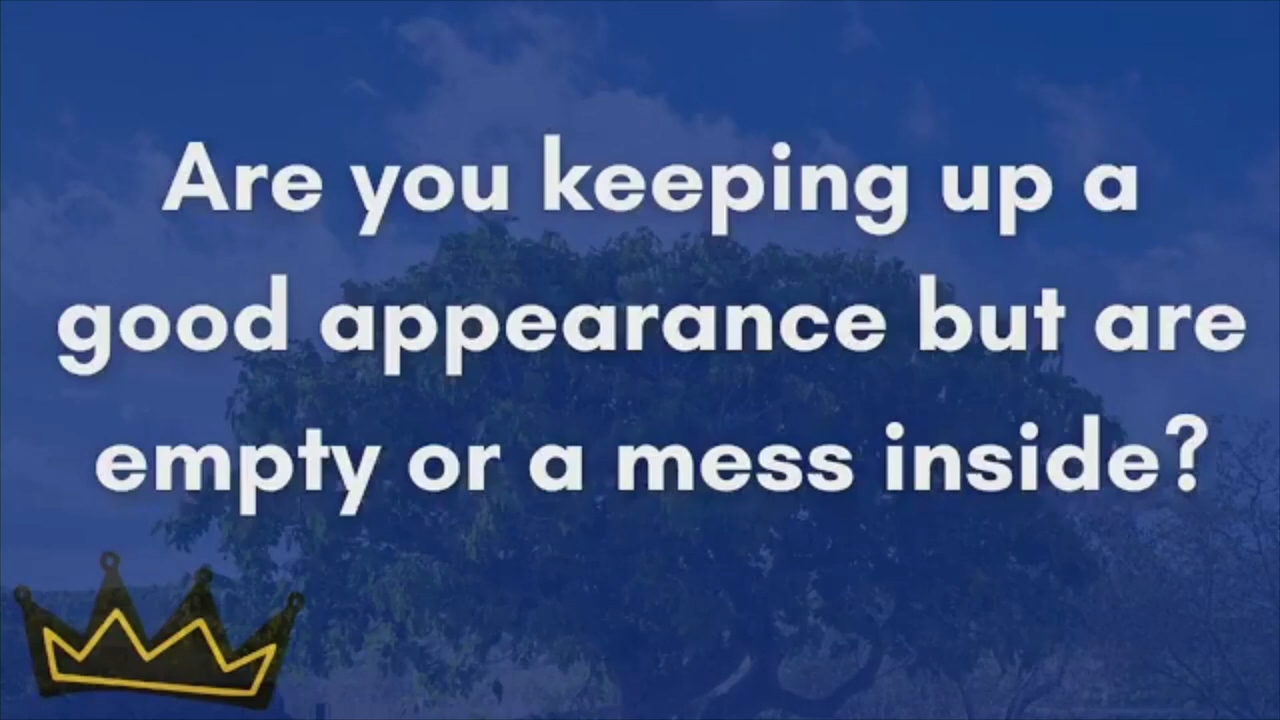 Are you keeping up a
good appearance but are
empty or a mess inside?